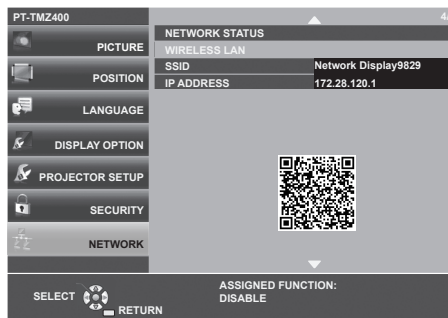 PT-TMZ400
PICTURE
POSITION
LANGUAGE
DISPLAY OPTION
PROJECTOR SETUP
SECURITY
NETWORK
NETWORK STATUS
WIRELESS LAN
SSID Network Display9829
IP ADDRESS 172.28.120.1
SELECT
RETURN
ASSIGNED FUNCTION:
DISABLE